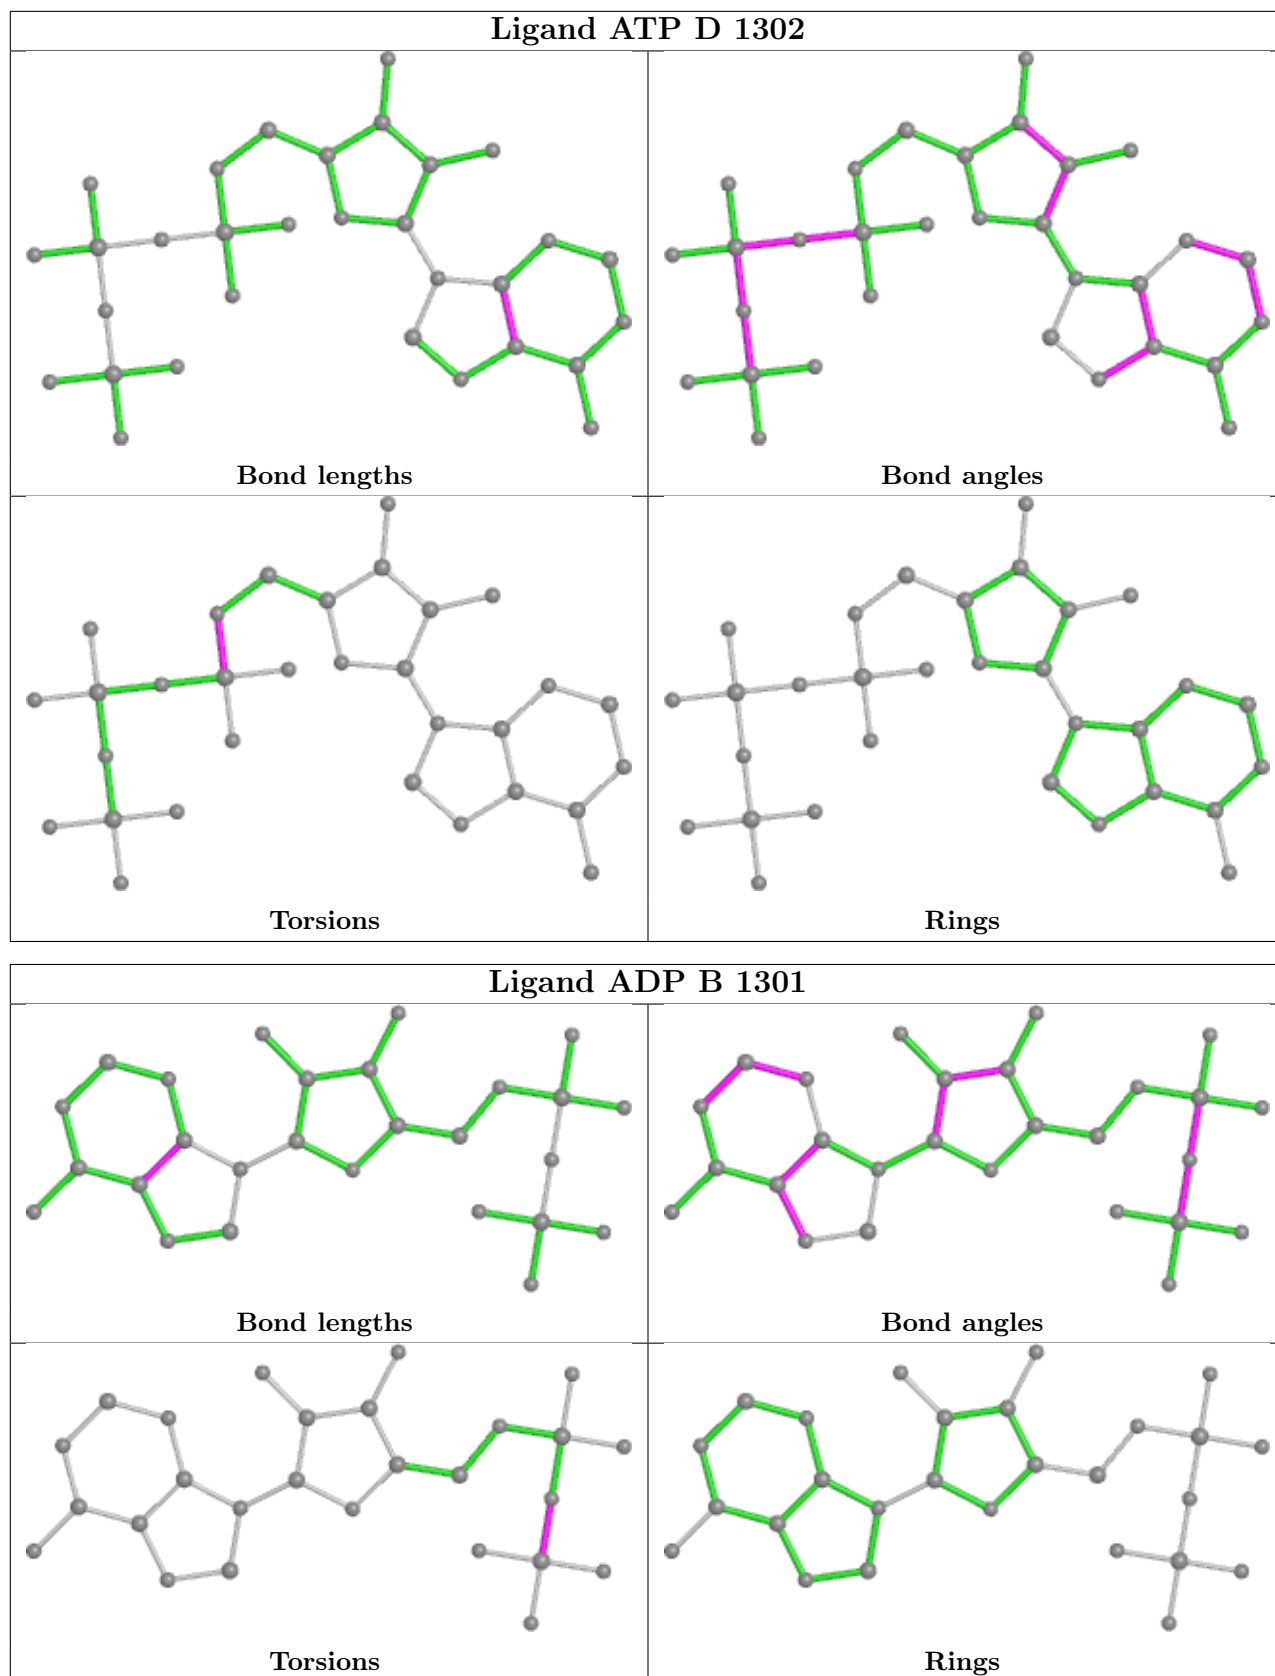 Ligand ATP D 1302
Bond lengths
Bond angles
Torsions
Rings
Ligand ADP B 1301
Bond lengths
Bond angles
Torsions
Rings